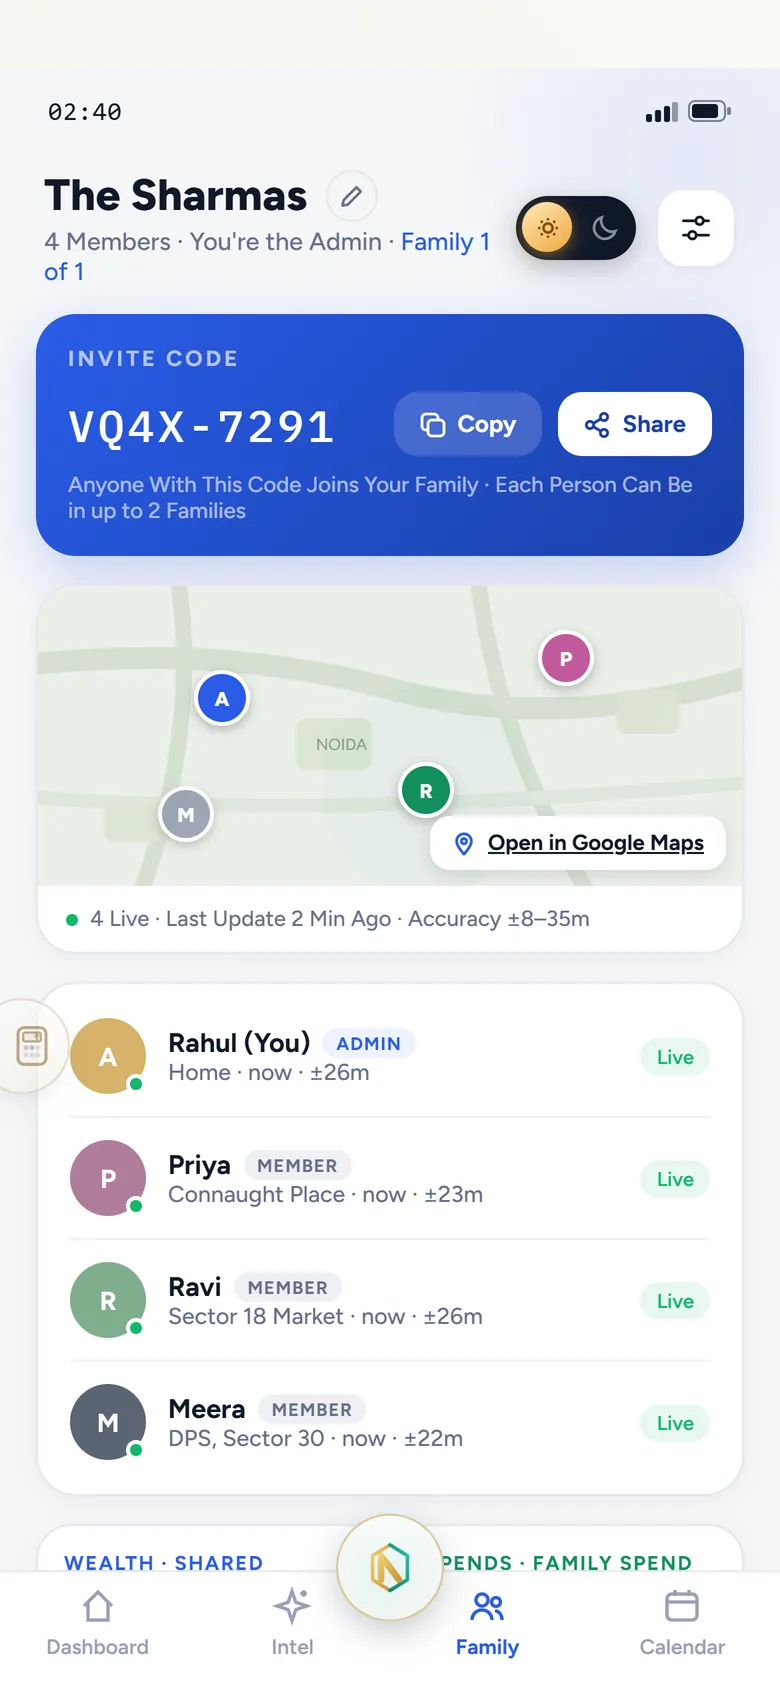 02:40
The Sharmas
4 Members · You're the Admin · Family 1
of 1
INVITE CODE
VQ4X-7291
Copy
Share
Anyone With This Code Joins Your Family · Each Person Can Be
in up to 2 Families
P
A
NOIDA
R
M
Open in Google Maps
4 Live · Last Update 2 Min Ago · Accuracy ±8–35m
A
Rahul (You) ADMIN
Home · now · ±26m
Live
P
Priya MEMBER
Connaught Place · now · ±23m
Live
R
Ravi MEMBER
Sector 18 Market · now · ±26m
Live
M
Meera MEMBER
DPS, Sector 30 · now · ±22m
Live
WEALTH · SHARED
PENDS · FAMILY SPEND
Dashboard
Intel
Family
Calendar